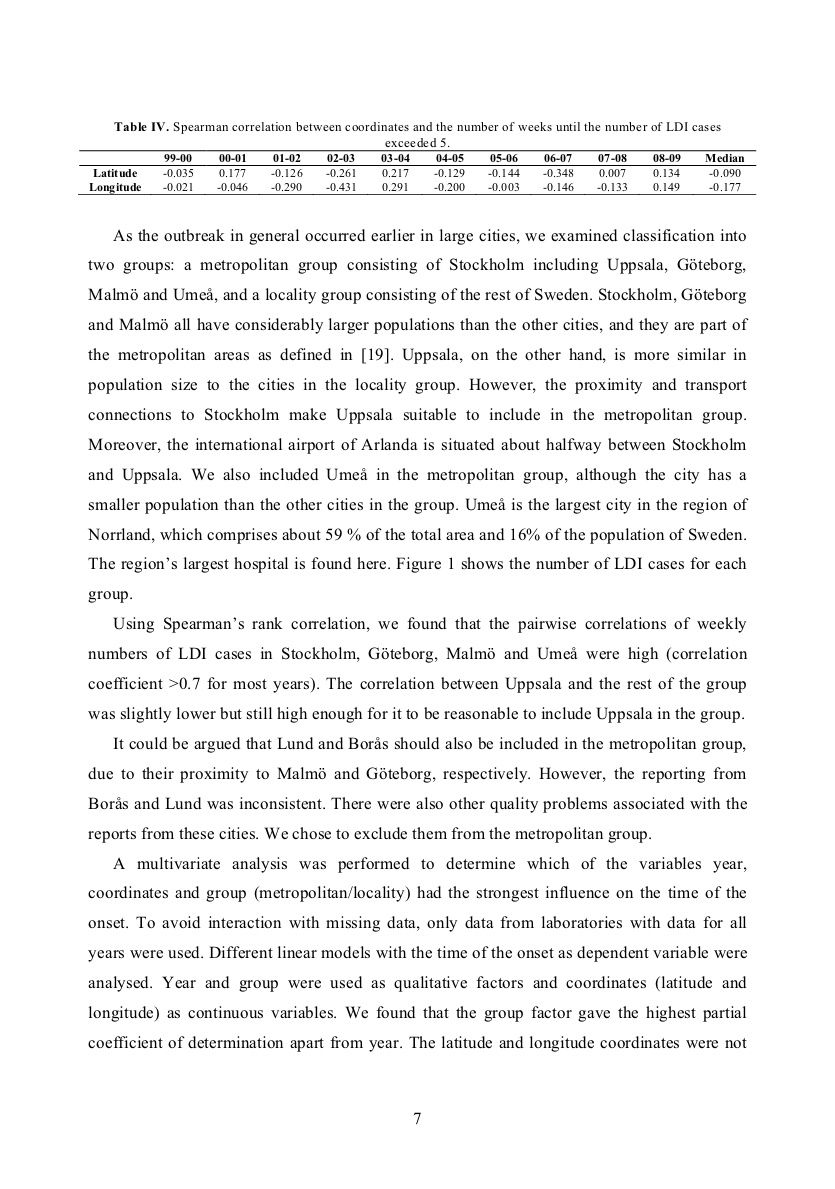 Table IV. Spearman correlation between coordinates and the number of weeks until the number of LDI cases
exceeded 5.
99-00 00-01 01-02 02-03 03-04 04-05 05-06 06-07 07-08 08-09 Median
Latitude -0.035 0.177 -0.126 -0.261 0.217 -0.129 -0.144 -0.348 0.007 0.134 -0.090
Longitude -0.021 -0.046 -0.290 -0.431 0.291 -0.200 -0.003 -0.146 -0.133 0.149 -0.177
As the outbreak in general occurred earlier in large cities, we examined classification into
two groups: a metropolitan group consisting of Stockholm including Uppsala, Göteborg,
Malmö and Umeå, and a locality group consisting of the rest of Sweden. Stockholm, Göteborg
and Malmö all have considerably larger populations than the other cities, and they are part of
the metropolitan areas as defined in [19]. Uppsala, on the other hand, is more similar in
population size to the cities in the locality group. However, the proximity and transport
connections to Stockholm make Uppsala suitable to include in the metropolitan group.
Moreover, the international airport of Arlanda is situated about halfway between Stockholm
and Uppsala. We also included Umeå in the metropolitan group, although the city has a
smaller population than the other cities in the group. Umeå is the largest city in the region of
Norrland, which comprises about 59 % of the total area and 16% of the population of Sweden.
The region’s largest hospital is found here. Figure 1 shows the number of LDI cases for each
group.
Using Spearman’s rank correlation, we found that the pairwise correlations of weekly
numbers of LDI cases in Stockholm, Göteborg, Malmö and Umeå were high (correlation
coefficient >0.7 for most years). The correlation between Uppsala and the rest of the group
was slightly lower but still high enough for it to be reasonable to include Uppsala in the group.
It could be argued that Lund and Borås should also be included in the metropolitan group,
due to their proximity to Malmö and Göteborg, respectively. However, the reporting from
Borås and Lund was inconsistent. There were also other quality problems associated with the
reports from these cities. We chose to exclude them from the metropolitan group.
A multivariate analysis was performed to determine which of the variables year,
coordinates and group (metropolitan/locality) had the strongest influence on the time of the
onset. To avoid interaction with missing data, only data from laboratories with data for all
years were used. Different linear models with the time of the onset as dependent variable were
analysed. Year and group were used as qualitative factors and coordinates (latitude and
longitude) as continuous variables. We found that the group factor gave the highest partial
coefficient of determination apart from year. The latitude and longitude coordinates were not
7